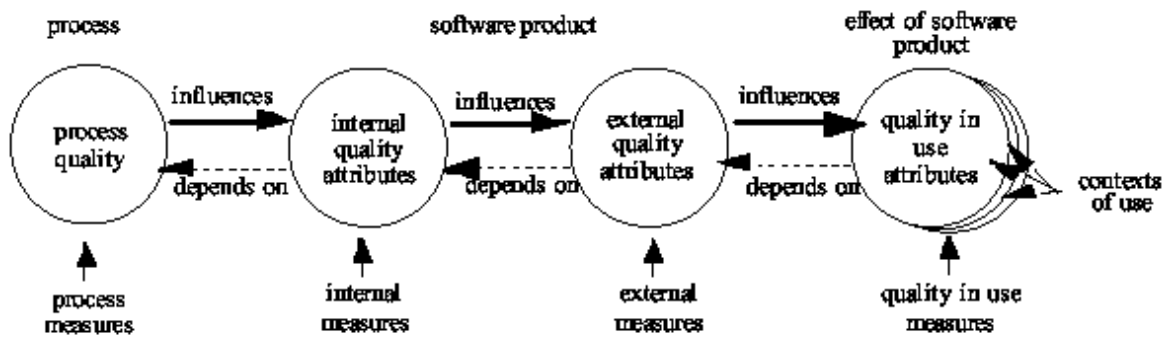 process
software product
effect of software
product
influences
influences
influences
process
quality
internal
quality
attributes
external
quality
attributes
quality in
use
attributes
depends on
depends on
depends on
contexts
of use
process
measures
internal
measures
external
measures
quality in use
measures